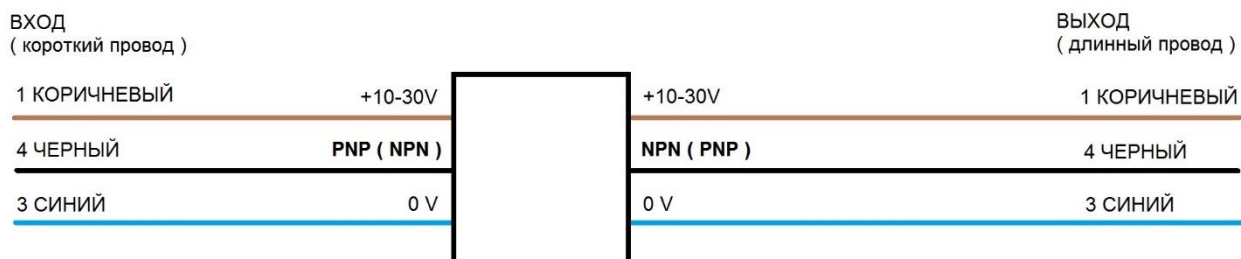 ВХОД
( короткий провод )
ВЫХОД
( длинный провод )
1 КОРИЧНЕВЫЙ +10-30V +10-30V 1 КОРИЧНЕВЫЙ
4 ЧЕРНЫЙ PNP ( NPN ) NPN ( PNP ) 4 ЧЕРНЫЙ
3 СИНИЙ 0 V 0 V 3 СИНИЙ